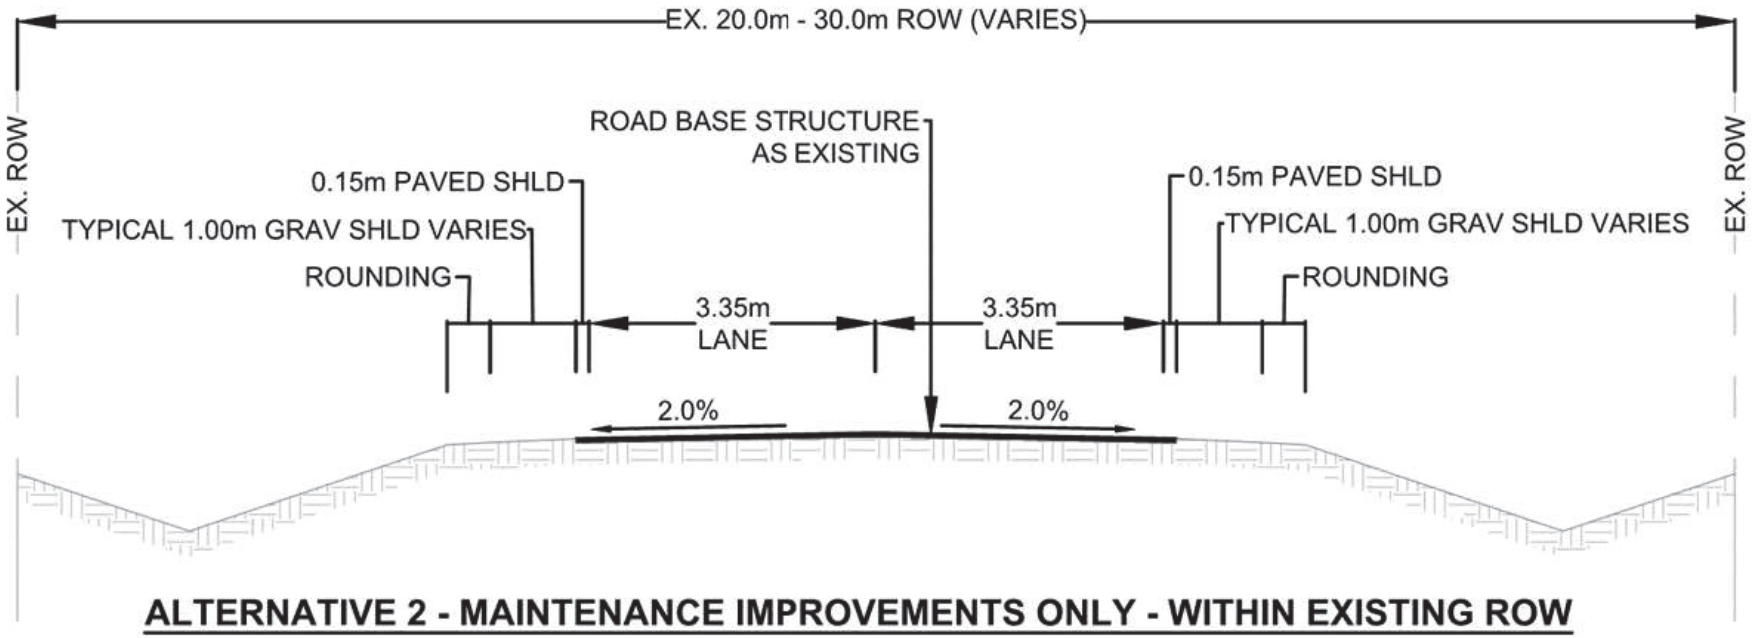 EX. 20.0m - 30.0m ROW (VARIES)
EX. ROW
EX. ROW
ROAD BASE STRUCTURE
AS EXISTING
0.15m PAVED SHLD
0.15m PAVED SHLD
TYPICAL 1.00m GRAV SHLD VARIES
TYPICAL 1.00m GRAV SHLD VARIES
ROUNDING
ROUNDING
3.35m
LANE
3.35m
LANE
2.0%
2.0%
ALTERNATIVE 2 - MAINTENANCE IMPROVEMENTS ONLY - WITHIN EXISTING ROW